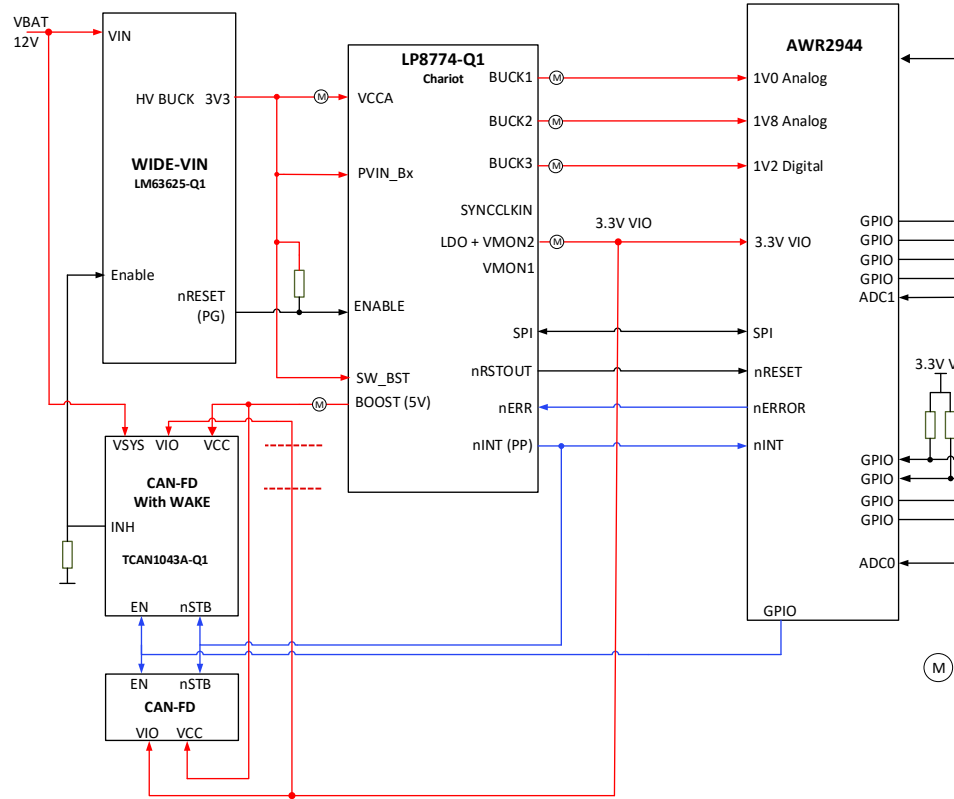 VBAT
12V
VIN
HV BUCK 3V3
WIDE-VIN
LM63625-Q1
Enable
nRESET
(PG)
LP8774-Q1
Chariot
VCCA
PVIN_Bx
ENABLE
SW_BST
BOOST (5V)
BUCK1
BUCK2
BUCK3
SYNCCLKIN
LDO + VMON2
VMON1
SPI
nRSTOUT
nERR
nINT (PP)
M
M
M
M
M
M
3.3V VIO
AWR2944
1V0 Analog
1V8 Analog
1V2 Digital
3.3V VIO
SPI
nRESET
nERROR
nINT
GPIO
GPIO
GPIO
GPIO
GPIO
ADC1
3.3V V
GPIO
GPIO
GPIO
GPIO
ADC0
M
VSYS VIO VCC
CAN-FD
With WAKE
INH
TCAN1043A-Q1
EN nSTB
EN nSTB
CAN-FD
VIO VCC